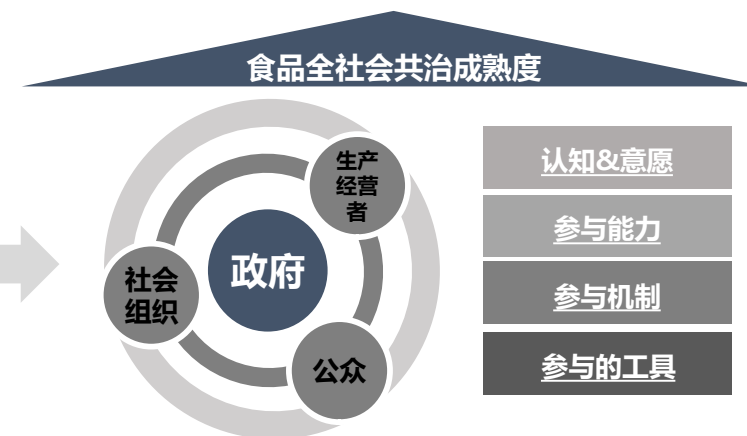 食品全社会共治成熟度
生产
经营
者
政府
社会
组织
公众
认知&意愿
参与能力
参与机制
参与的工具